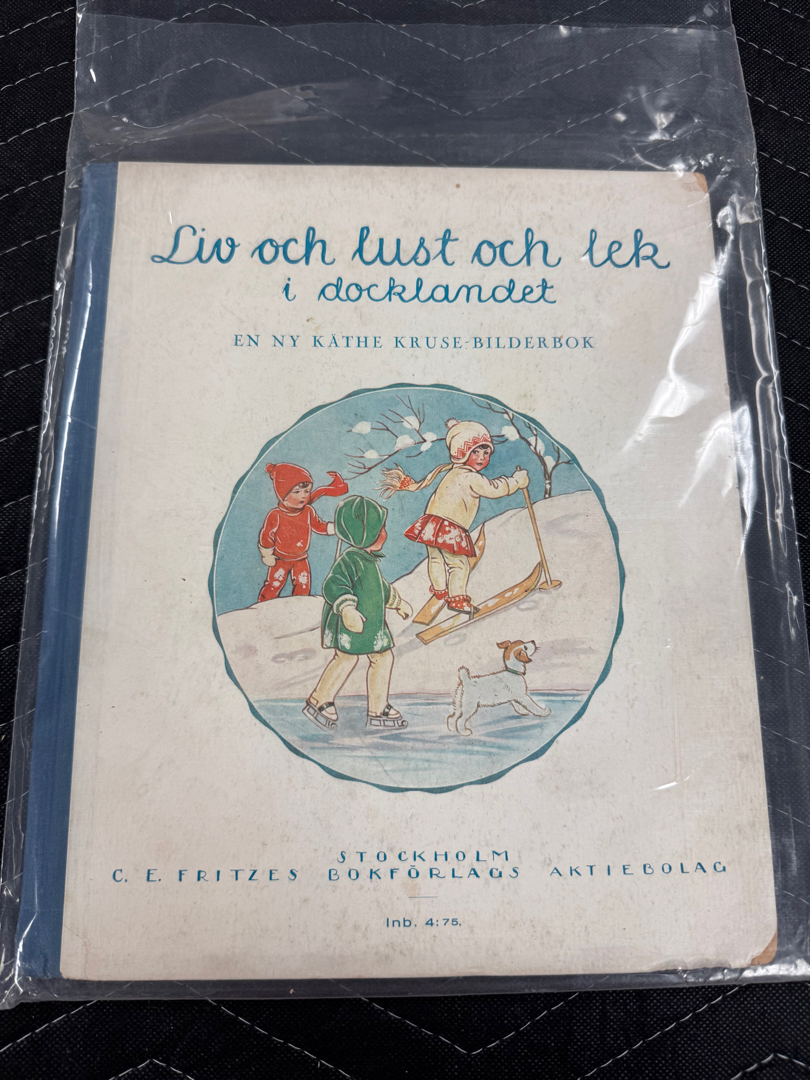 Liv och lust och lek
i docklandet
EN NY KÄTHE KRUSE-BILDERBOK
STOCKHOLM
C. E. FRITZES BOKFÖRLAGS AKTIEBOLAG
Inb. 4:75.